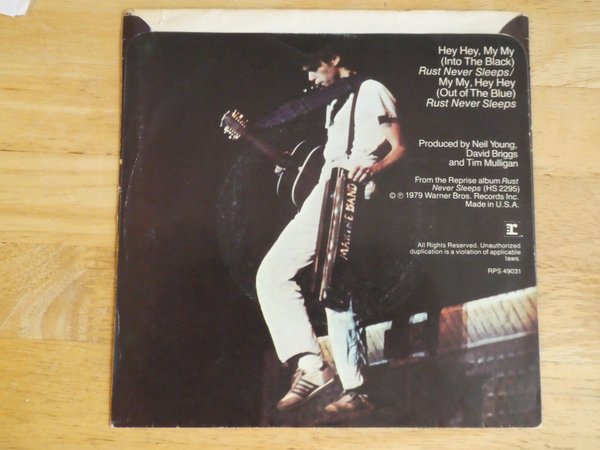 Hey Hey, My My
(Into The Black)
Rust Never Sleeps/
My My, Hey Hey
(Out of The Blue)
Rust Never Sleeps
Produced by Neil Young,
David Briggs
and Tim Mulligan
From the Reprise album Rust
Never Sleeps (HS 2295)
© ℗ 1979 Warner Bros. Records Inc.
Made in U.S.A.
r
All Rights Reserved. Unauthorized
duplication is a violation of applicable
laws.
RPS 49031
BAND